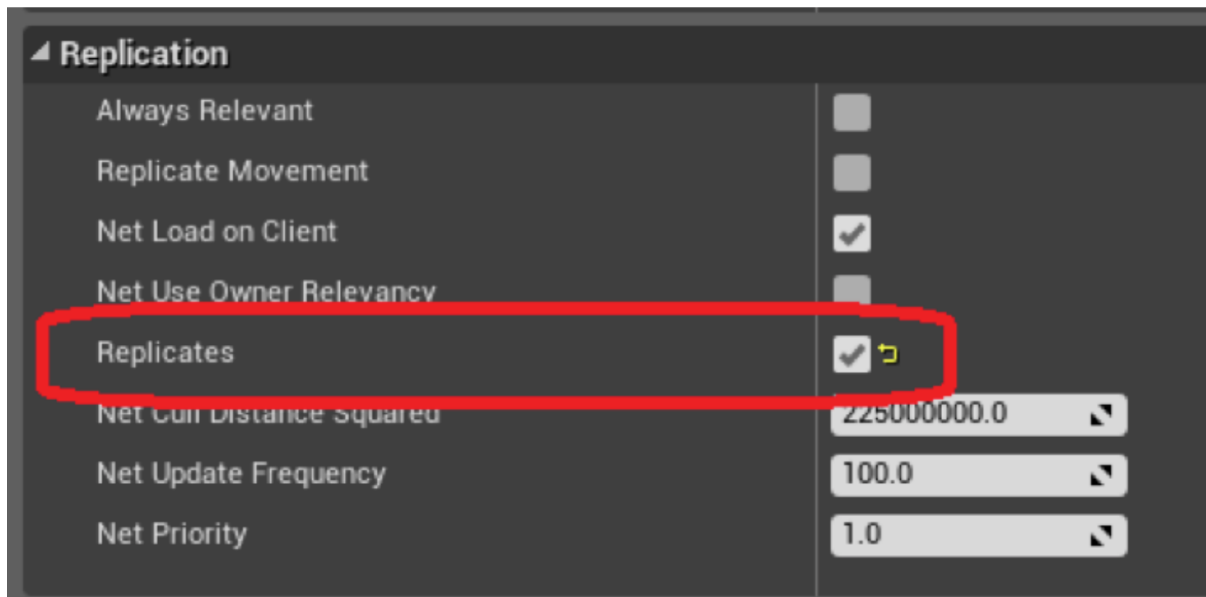 Replication
Always Relevant
Replicate Movement
Net Load on Client
Net Use Owner Relevancy
Replicates
Net Cull Distance Squared 225000000.0
Net Update Frequency 100.0
Net Priority 1.0